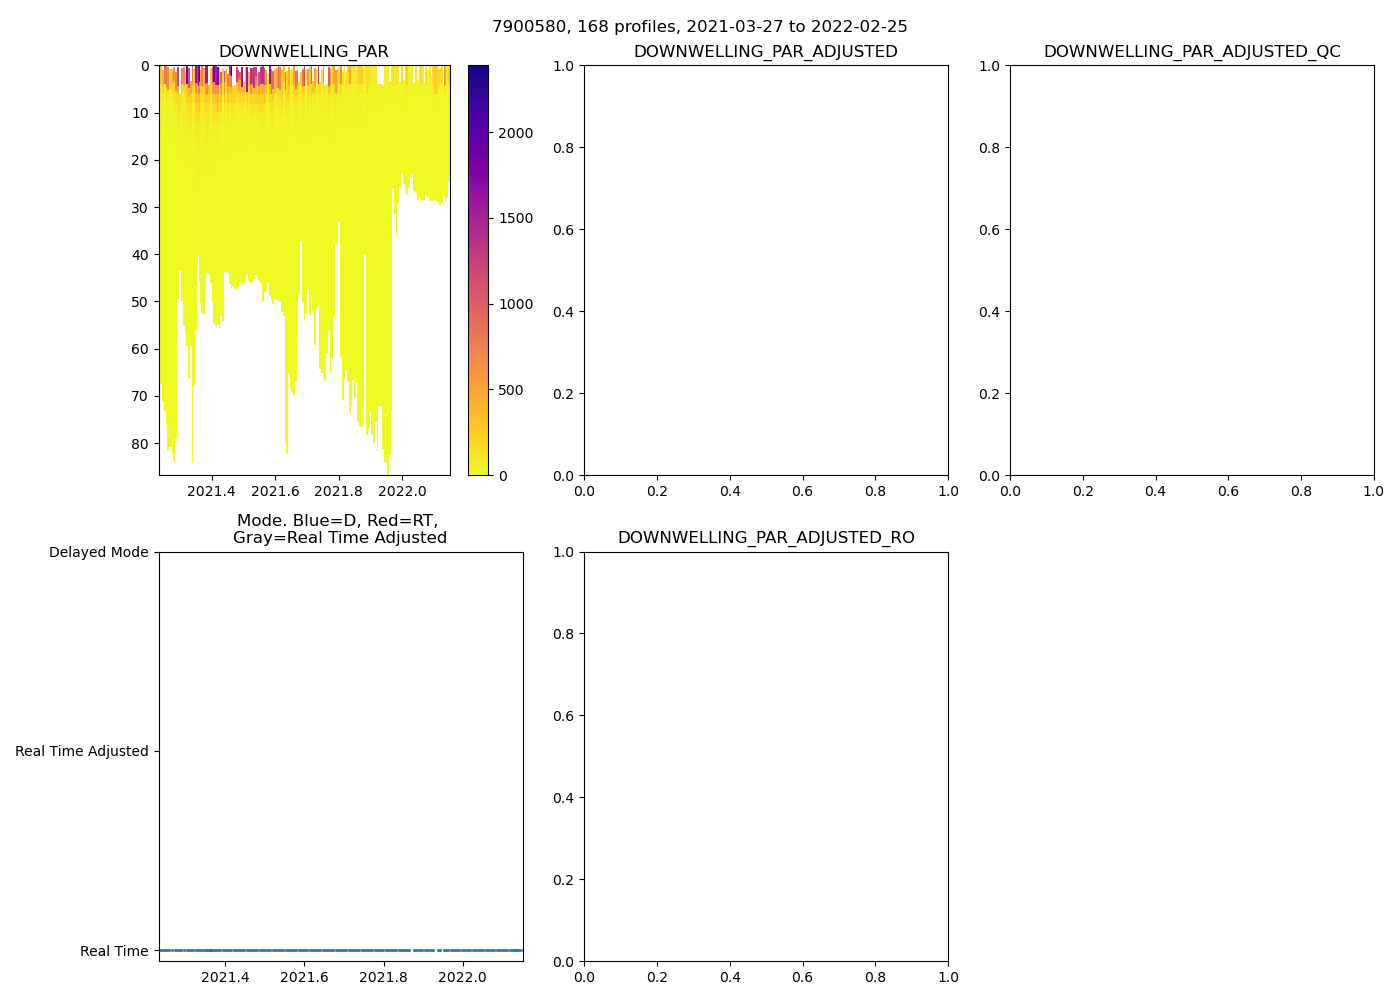 7900580, 168 profiles, 2021-03-27 to 2022-02-25
DOWNWELLING_PAR
0
10
20
30
40
50
60
70
80
2021.4 2021.6 2021.8 2022.0
2000
1500
1000
500
0
DOWNWELLING_PAR_ADJUSTED
1.0
0.8
0.6
0.4
0.2
0.0
0.0 0.2 0.4 0.6 0.8 1.0
DOWNWELLING_PAR_ADJUSTED_QC
1.0
0.8
0.6
0.4
0.2
0.0
0.0 0.2 0.4 0.6 0.8 1.0
Mode. Blue=D, Red=RT,
Gray=Real Time Adjusted
Delayed Mode
Real Time Adjusted
Real Time
2021.4 2021.6 2021.8 2022.0
DOWNWELLING_PAR_ADJUSTED_RO
1.0
0.8
0.6
0.4
0.2
0.0
0.0 0.2 0.4 0.6 0.8 1.0